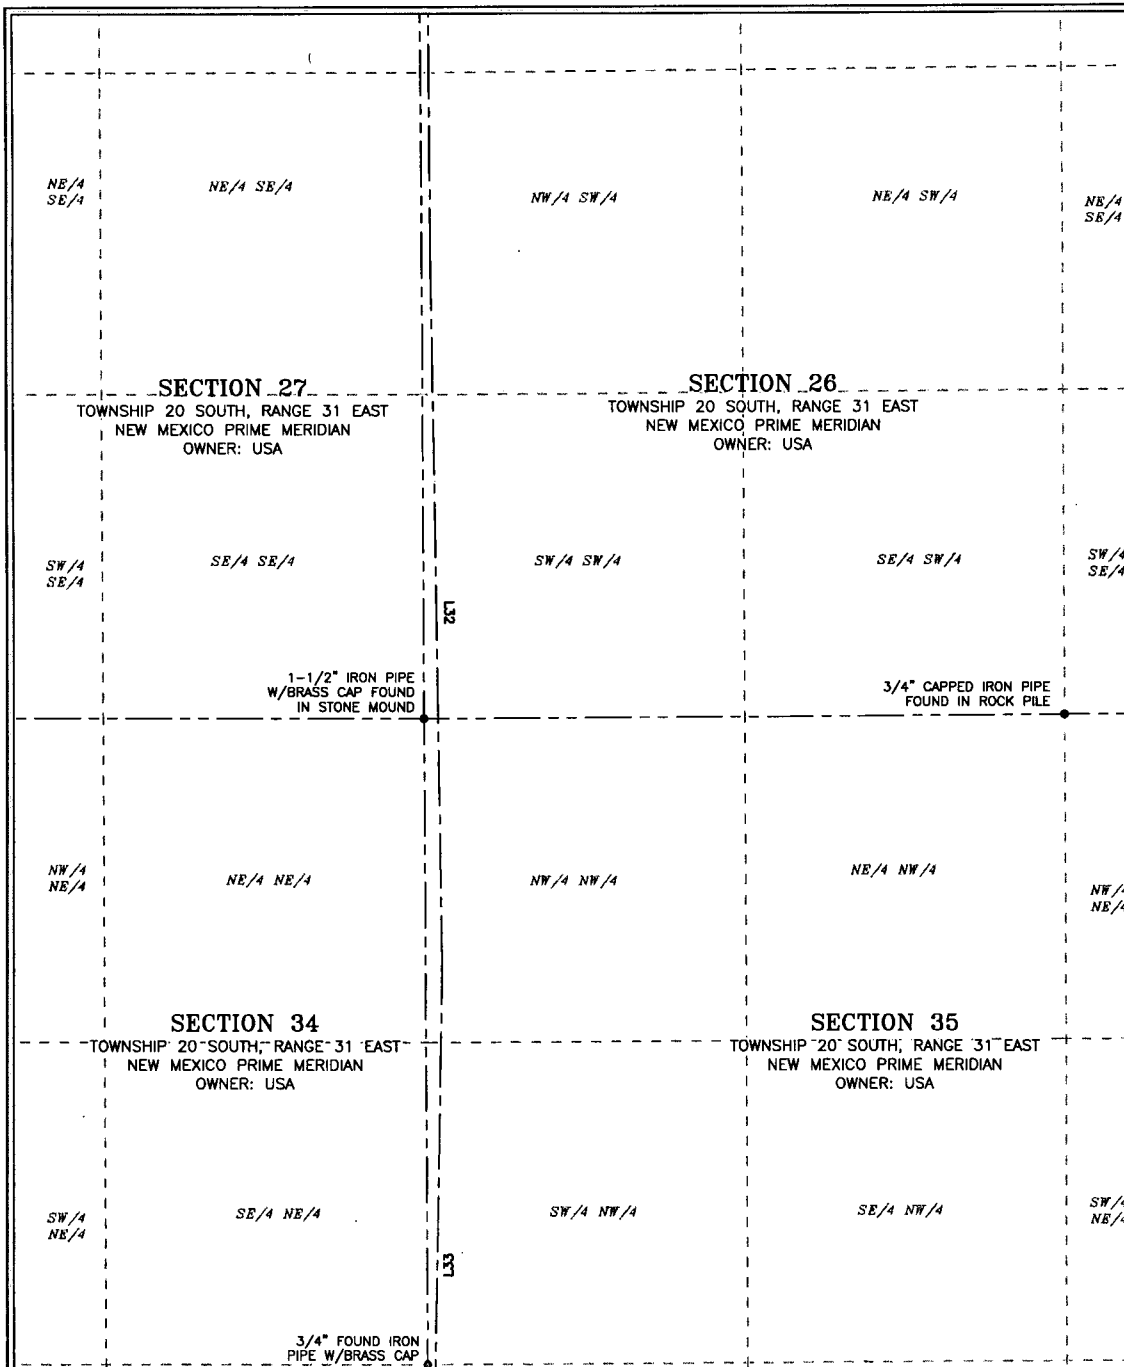 NE/4
SE/4
NE/4 SE/4
NW/4 SW/4
NE/4 SW/4
NE/4
SE/4
SECTION 27
TOWNSHIP 20 SOUTH, RANGE 31 EAST
NEW MEXICO PRIME MERIDIAN
OWNER: USA
SECTION 26
TOWNSHIP 20 SOUTH, RANGE 31 EAST
NEW MEXICO PRIME MERIDIAN
OWNER: USA
SW/4
SE/4
SE/4 SE/4
SW/4 SW/4
SE/4 SW/4
SW/4
SE/4
L32
1-1/2" IRON PIPE
W/BRASS CAP FOUND
IN STONE MOUND
3/4" CAPPED IRON PIPE
FOUND IN ROCK PILE
NW/4
NE/4
NE/4 NE/4
NW/4 NW/4
NE/4 NW/4
NW/4
NE/4
SECTION 34
TOWNSHIP 20 SOUTH, RANGE 31 EAST
NEW MEXICO PRIME MERIDIAN
OWNER: USA
SECTION 35
TOWNSHIP 20 SOUTH, RANGE 31 EAST
NEW MEXICO PRIME MERIDIAN
OWNER: USA
SW/4
NE/4
SE/4 NE/4
SW/4 NW/4
SE/4 NW/4
SW/4
NE/4
L33
3/4" FOUND IRON
PIPE W/BRASS CAP